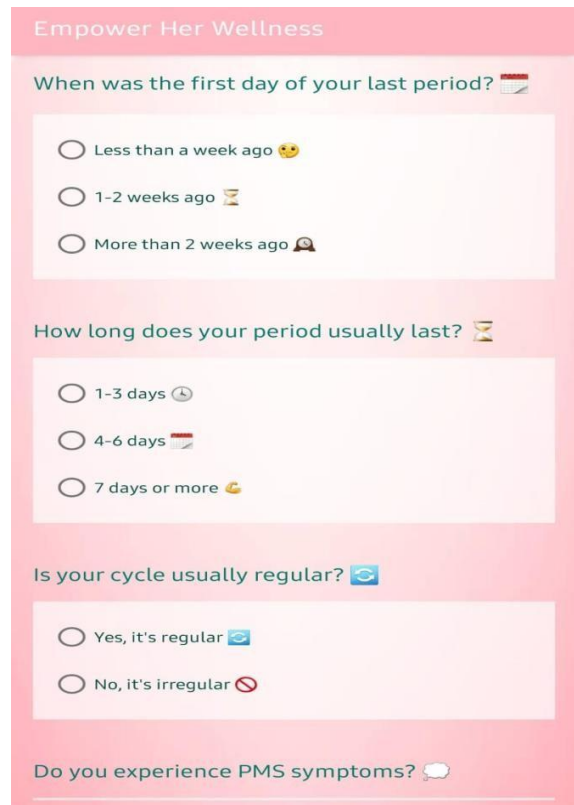 Empower Her Wellness
When was the first day of your last period? 📅
Less than a week ago 🤔
1-2 weeks ago ⏳
More than 2 weeks ago 🕰️
How long does your period usually last? ⏳
1-3 days 🕒
4-6 days 📅
7 days or more 💪
Is your cycle usually regular? 🔄
Yes, it's regular 🔄
No, it's irregular 🚫
Do you experience PMS symptoms? 💭